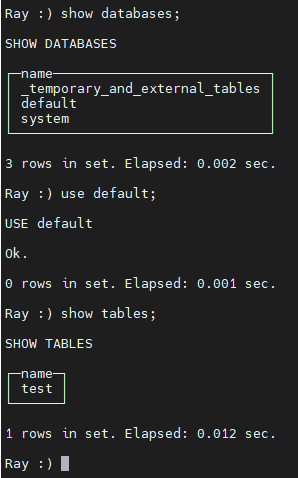 Ray :) show databases;
SHOW DATABASES
name
_temporary_and_external_tables
default
system
3 rows in set. Elapsed: 0.002 sec.
Ray :) use default;
USE default
Ok.
0 rows in set. Elapsed: 0.001 sec.
Ray :) show tables;
SHOW TABLES
name
test
1 rows in set. Elapsed: 0.012 sec.
Ray :)